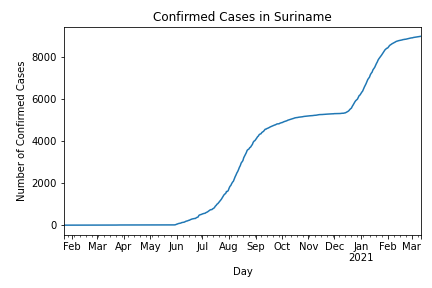 Confirmed Cases in Suriname
Number of Confirmed Cases
8000
6000
4000
2000
0
Feb Mar Apr May Jun Jul Aug Sep Oct Nov Dec Jan Feb Mar
2021
Day